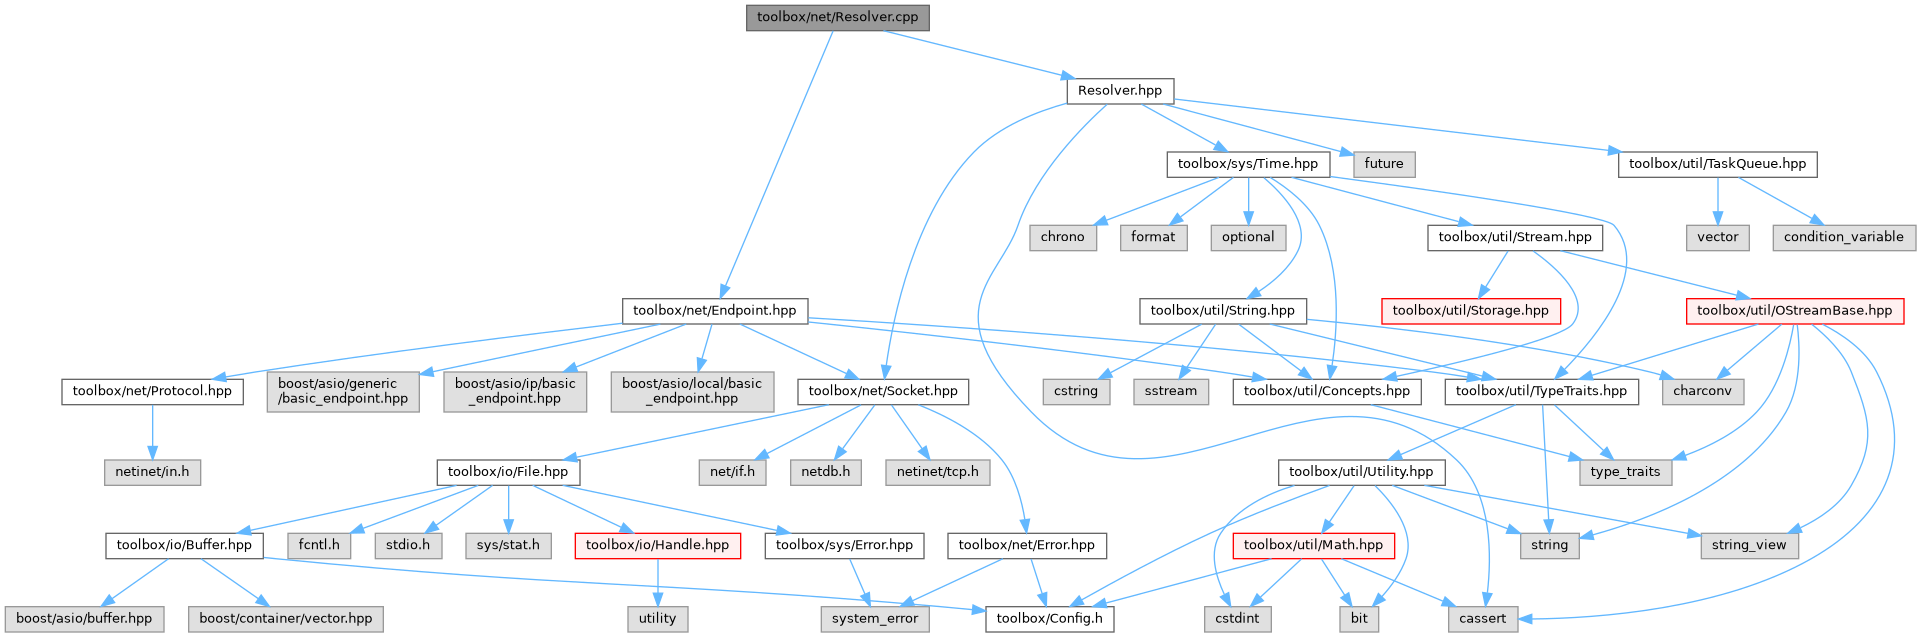 toolbox/net/Resolver.cpp
Resolver.hpp
toolbox/sys/Time.hpp
future
toolbox/util/TaskQueue.hpp
chrono
format
optional
toolbox/util/Stream.hpp
vector
condition_variable
toolbox/net/Endpoint.hpp
toolbox/util/String.hpp
toolbox/util/Storage.hpp
toolbox/util/OStreamBase.hpp
toolbox/net/Protocol.hpp
boost/asio/generic
/basic_endpoint.hpp
boost/asio/ip/basic
_endpoint.hpp
boost/asio/local/basic
_endpoint.hpp
toolbox/net/Socket.hpp
cstring
sstream
toolbox/util/Concepts.hpp
toolbox/util/TypeTraits.hpp
charconv
netinet/in.h
toolbox/io/File.hpp
net/if.h
netdb.h
netinet/tcp.h
toolbox/util/Utility.hpp
type_traits
toolbox/io/Buffer.hpp
fcntl.h
stdio.h
sys/stat.h
toolbox/io/Handle.hpp
toolbox/sys/Error.hpp
toolbox/net/Error.hpp
toolbox/util/Math.hpp
string
string_view
boost/asio/buffer.hpp
boost/container/vector.hpp
utility
system_error
toolbox/Config.h
cstdint
bit
cassert